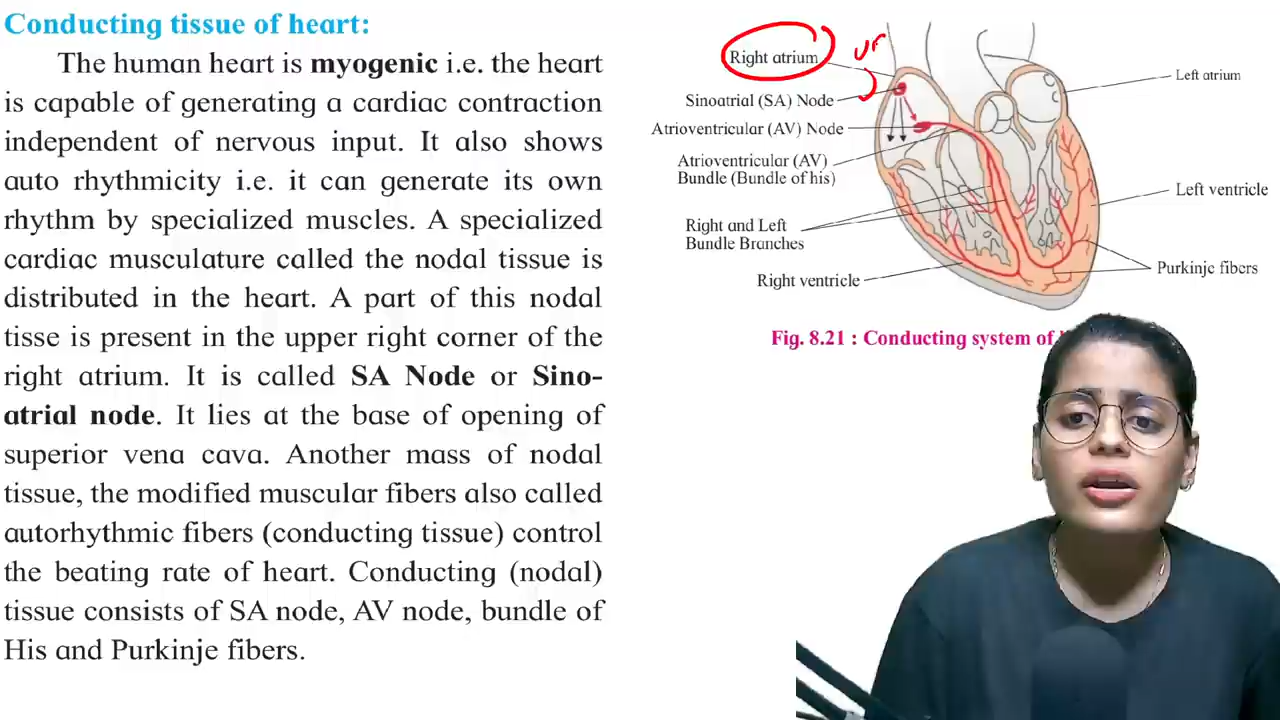 Conducting tissue of heart:
The human heart is myogenic i.e. the heart
is capable of generating a cardiac contraction
independent of nervous input. It also shows
auto rhythmicity i.e. it can generate its own
rhythm by specialized muscles. A specialized
cardiac musculature called the nodal tissue is
distributed in the heart. A part of this nodal
tisse is present in the upper right corner of the
right atrium. It is called SA Node or Sino-
atrial node. It lies at the base of opening of
superior vena cava. Another mass of nodal
tissue, the modified muscular fibers also called
autorhythmic fibers (conducting tissue) control
the beating rate of heart. Conducting (nodal)
tissue consists of SA node, AV node, bundle of
His and Purkinje fibers.
Right atrium
Sinoatrial (SA) Node
Atrioventricular (AV) Node
Atrioventricular (AV)
Bundle (Bundle of his)
Right and Left
Bundle Branches
Right ventricle
Left atrium
Left ventricle
Purkinje fibers
Fig. 8.21 : Conducting system of